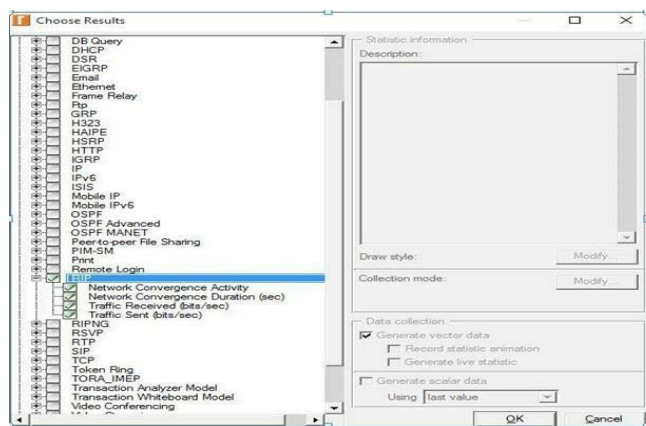 Choose Results
DB Query
DHCP
DSR
EIGRP
Email
Ethernet
Frame Relay
Ftp
GRP
H323
HAIPE
HSRP
HTTP
IGRP
IP
IPv6
ISIS
Mobile IP
Mobile IPv6
OSPF
OSPF Advanced
OSPF MANET
Peer-to-peer File Sharing
PIM-SM
Print
Remote Login
RIP
Network Convergence Activity
Network Convergence Duration (sec)
Traffic Received (bits/sec)
Traffic Sent (bits/sec)
RIPNG
RSVP
RTP
SIP
TCP
Token Ring
TORA_IMEP
Transaction Analyzer Model
Transaction Whiteboard Model
Video Conferencing
Statistic information
Description:
Draw style:
Modify...
Collection mode:
Modify...
Data collection
Generate vector data
Record statistic animation
Generate live statistic
Generate scalar data
Using last value
OK
Cancel